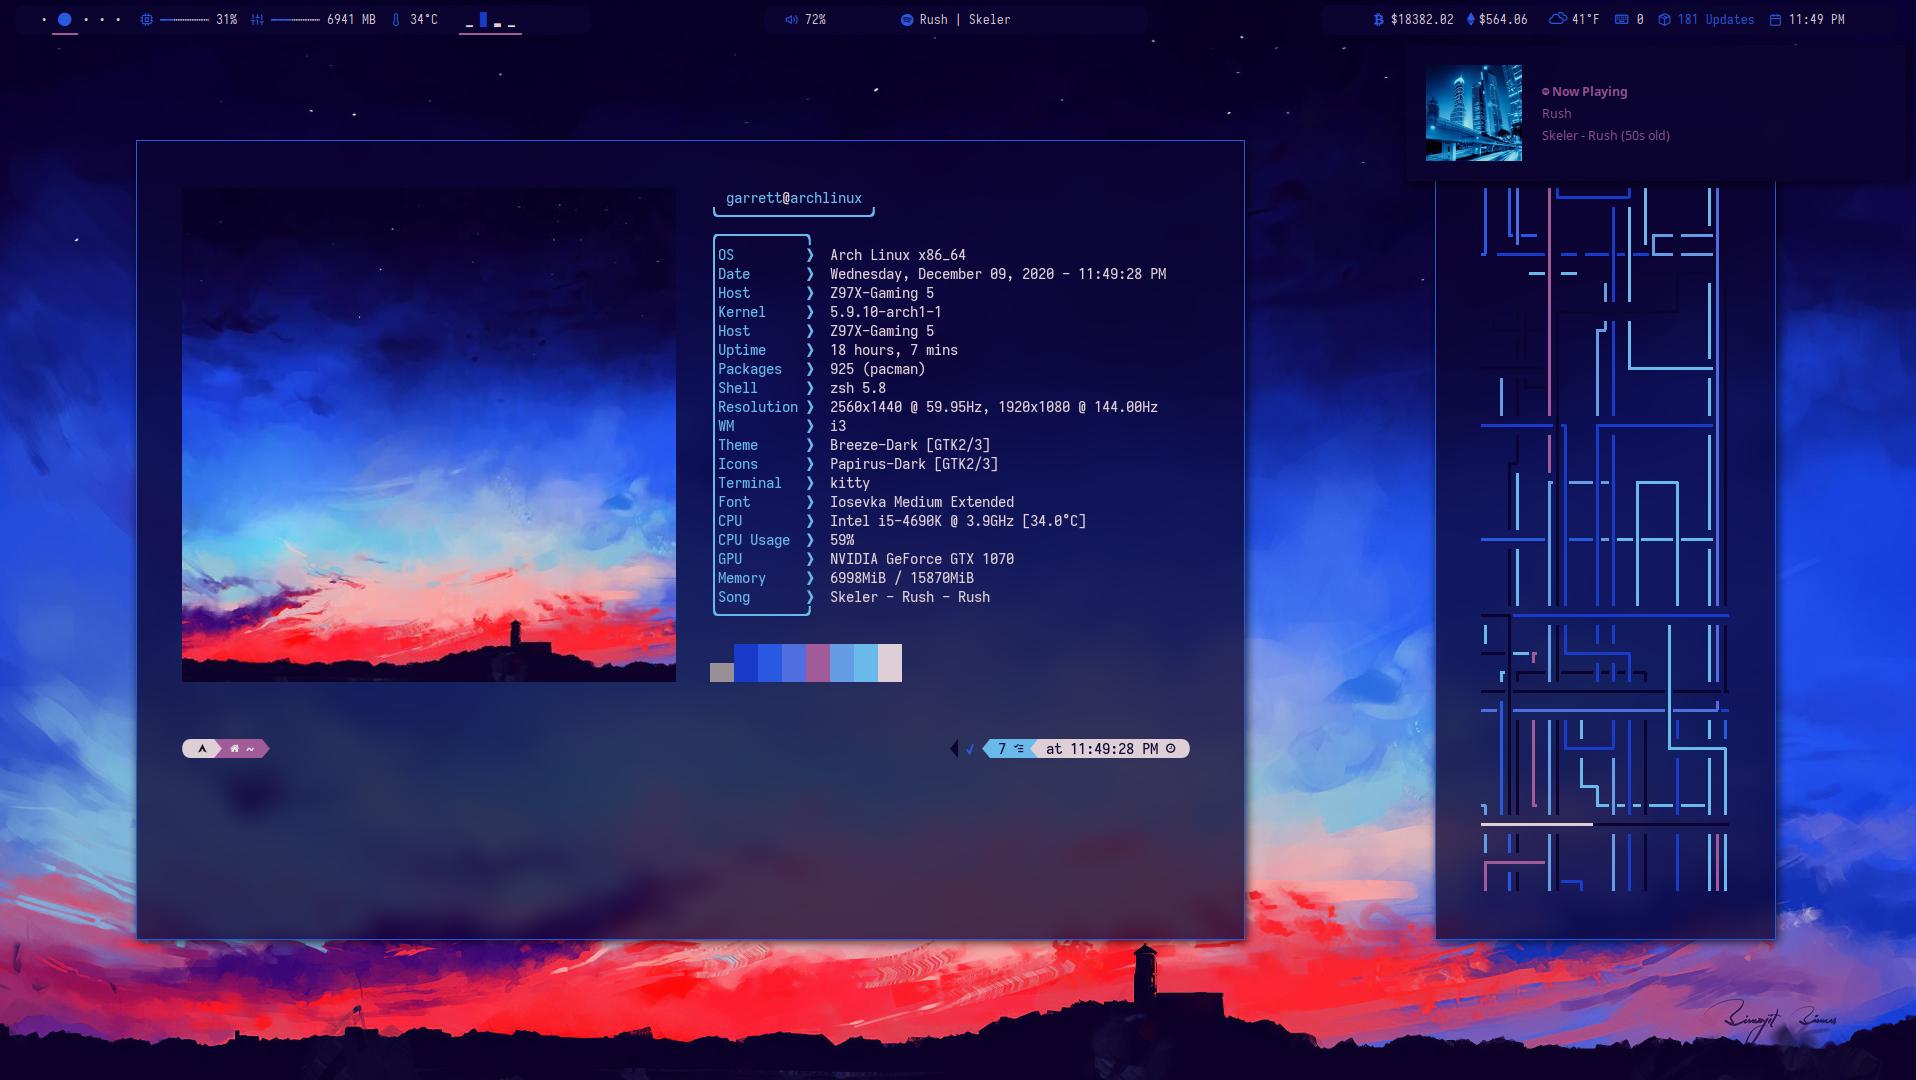 31% 6941 MB 34°C
72% Rush | Skeler
$18382.02 $564.06 41°F 0 181 Updates 11:49 PM
Now Playing
Rush
Skeler - Rush (50s old)
garrett@archlinux
OS ❯ Arch Linux x86_64
Date ❯ Wednesday, December 09, 2020 - 11:49:28 PM
Host ❯ Z97X-Gaming 5
Kernel ❯ 5.9.10-arch1-1
Host ❯ Z97X-Gaming 5
Uptime ❯ 18 hours, 7 mins
Packages ❯ 925 (pacman)
Shell ❯ zsh 5.8
Resolution ❯ 2560x1440 @ 59.95Hz, 1920x1080 @ 144.00Hz
WM ❯ i3
Theme ❯ Breeze-Dark [GTK2/3]
Icons ❯ Papirus-Dark [GTK2/3]
Terminal ❯ kitty
Font ❯ Iosevka Medium Extended
CPU ❯ Intel i5-4690K @ 3.9GHz [34.0°C]
CPU Usage ❯ 59%
GPU ❯ NVIDIA GeForce GTX 1070
Memory ❯ 6998MiB / 15870MiB
Song ❯ Skeler - Rush - Rush
~ ✓ 7 at 11:49:28 PM